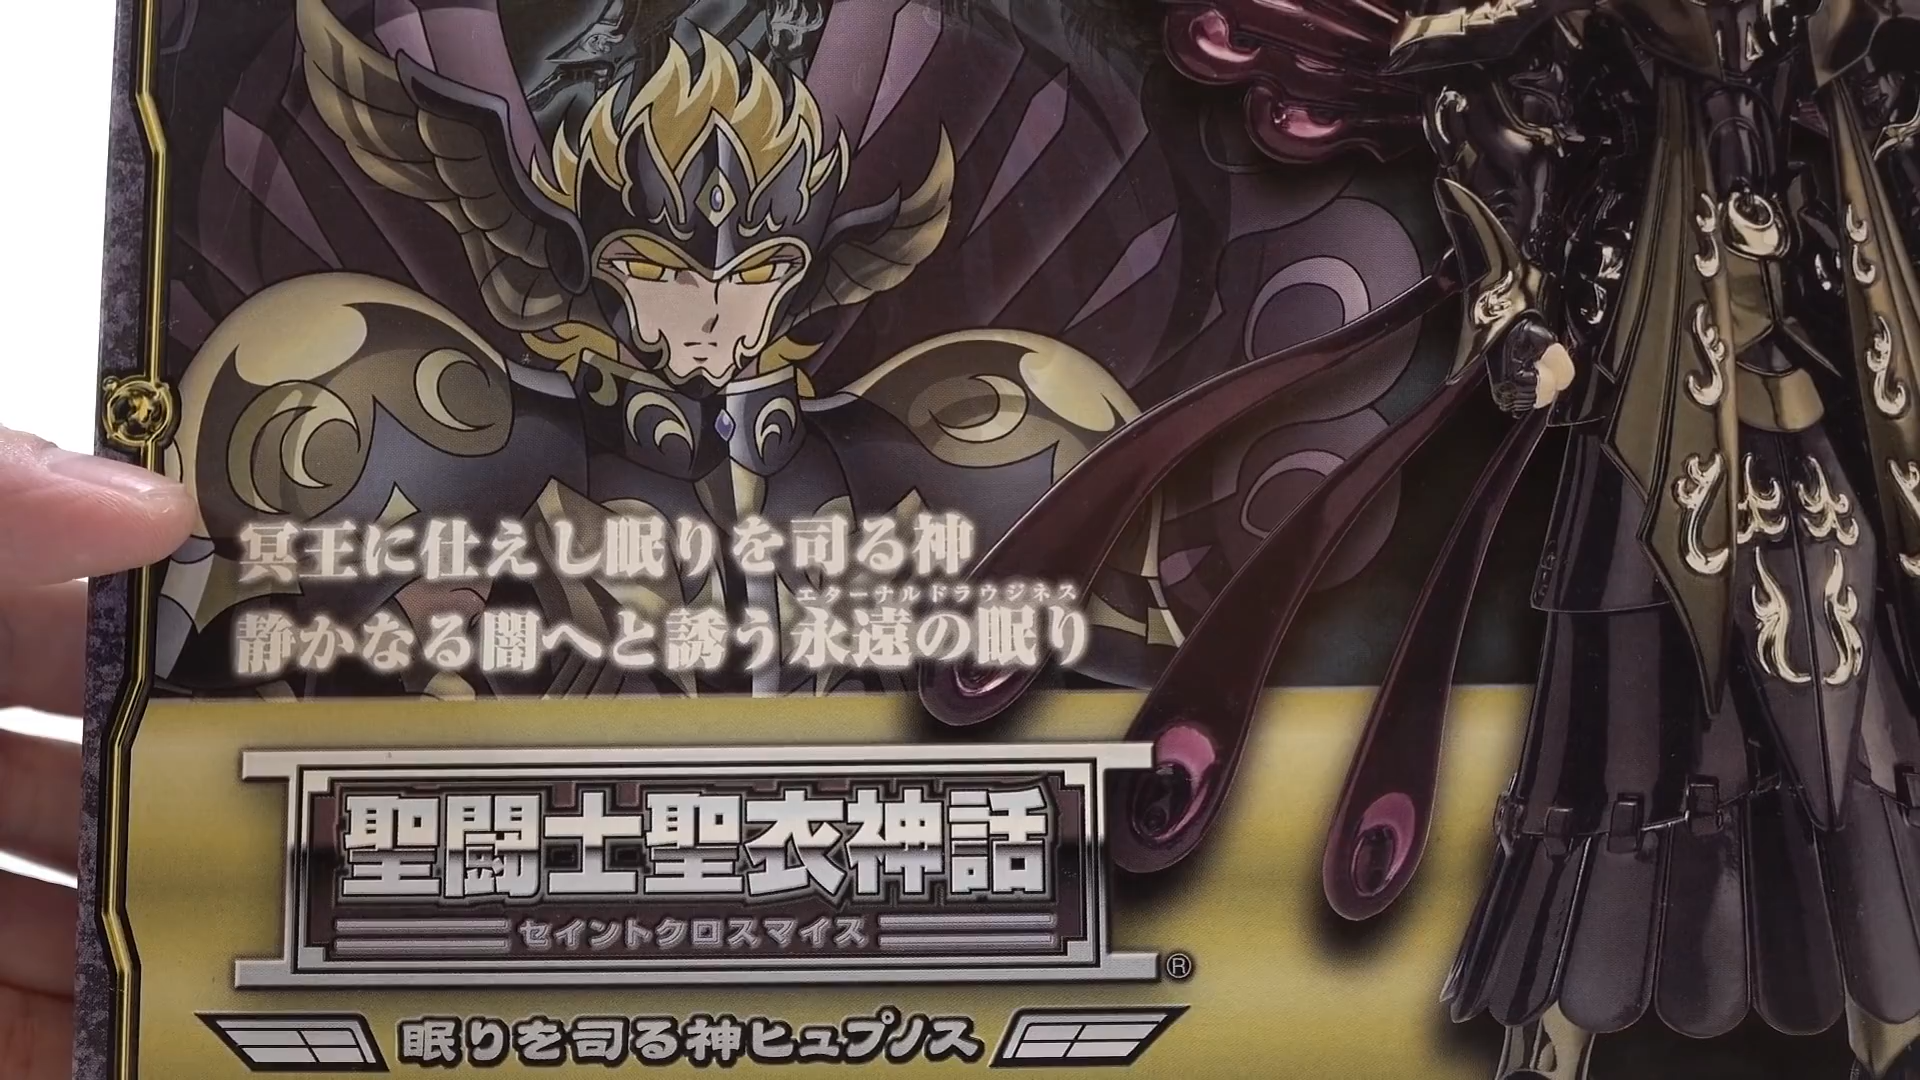 冥王に仕えし眠りを司る神
エターナルドラウジネス
静かなる闇へと誘う永遠の眠り
聖闘士聖衣神話
セイントクロスマイス
®
眠りを司る神ヒュプノス